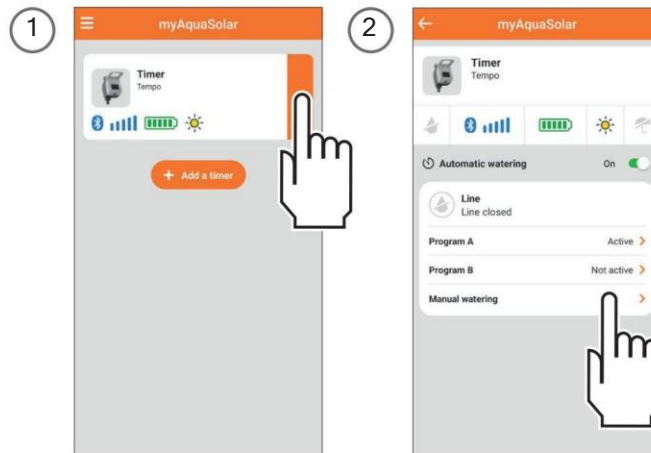 1
myAquaSolar
Timer
Tempo
+ Add a timer
2
myAquaSolar
Timer
Tempo
Automatic watering On
Line
Line closed
Program A Active >
Program B Not active >
Manual watering >